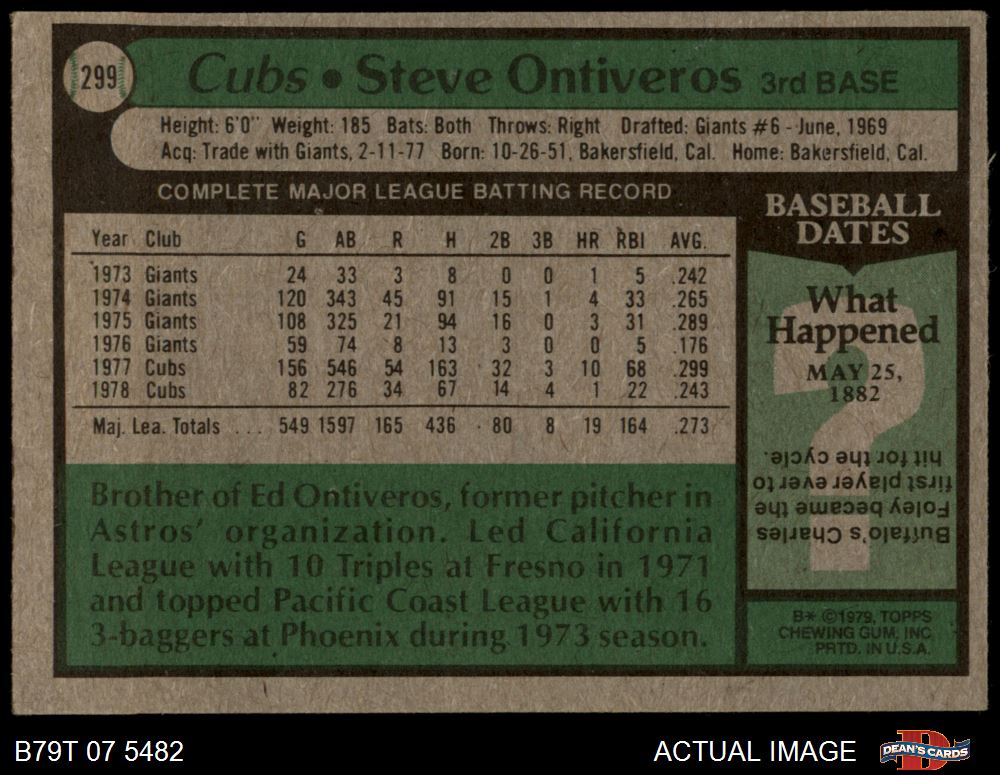 299
Cubs • Steve Ontiveros 3rd BASE
Height: 6'0" Weight: 185 Bats: Both Throws: Right Drafted: Giants #6 - June, 1969
Acq: Trade with Giants, 2-11-77 Born: 10-26-51, Bakersfield, Cal. Home: Bakersfield, Cal.
COMPLETE MAJOR LEAGUE BATTING RECORD
Year Club G AB R H 2B 3B HR RBI AVG.
1973 Giants 24 33 3 8 0 0 1 5 .242
1974 Giants 120 343 45 91 15 1 4 33 .265
1975 Giants 108 325 21 94 16 0 3 31 .289
1976 Giants 59 74 8 13 3 0 0 5 .176
1977 Cubs 156 546 54 163 32 3 10 68 .299
1978 Cubs 82 276 34 67 14 4 1 22 .243
Maj. Lea. Totals ... 549 1597 165 436 80 8 19 164 .273
Brother of Ed Ontiveros, former pitcher in
Astros' organization. Led California
League with 10 Triples at Fresno in 1971
and topped Pacific Coast League with 16
3-baggers at Phoenix during 1973 season.
BASEBALL
DATES
What
Happened
MAY 25,
1882
?
Buffalo's Charles
Foley became the
first player ever to
hit for the cycle.
B* ©1979, TOPPS
CHEWING GUM, INC.
PRTD. IN U.S.A.
B79T 07 5482
ACTUAL IMAGE
D
DEAN'S CARDS